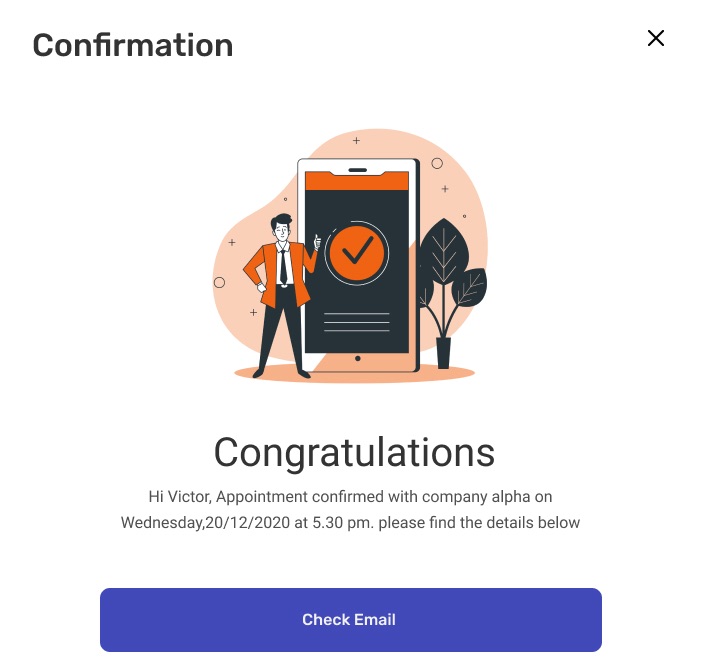 Confirmation
Congratulations
Hi Victor, Appointment confirmed with company alpha on
Wednesday,20/12/2020 at 5.30 pm. please find the details below
Check Email